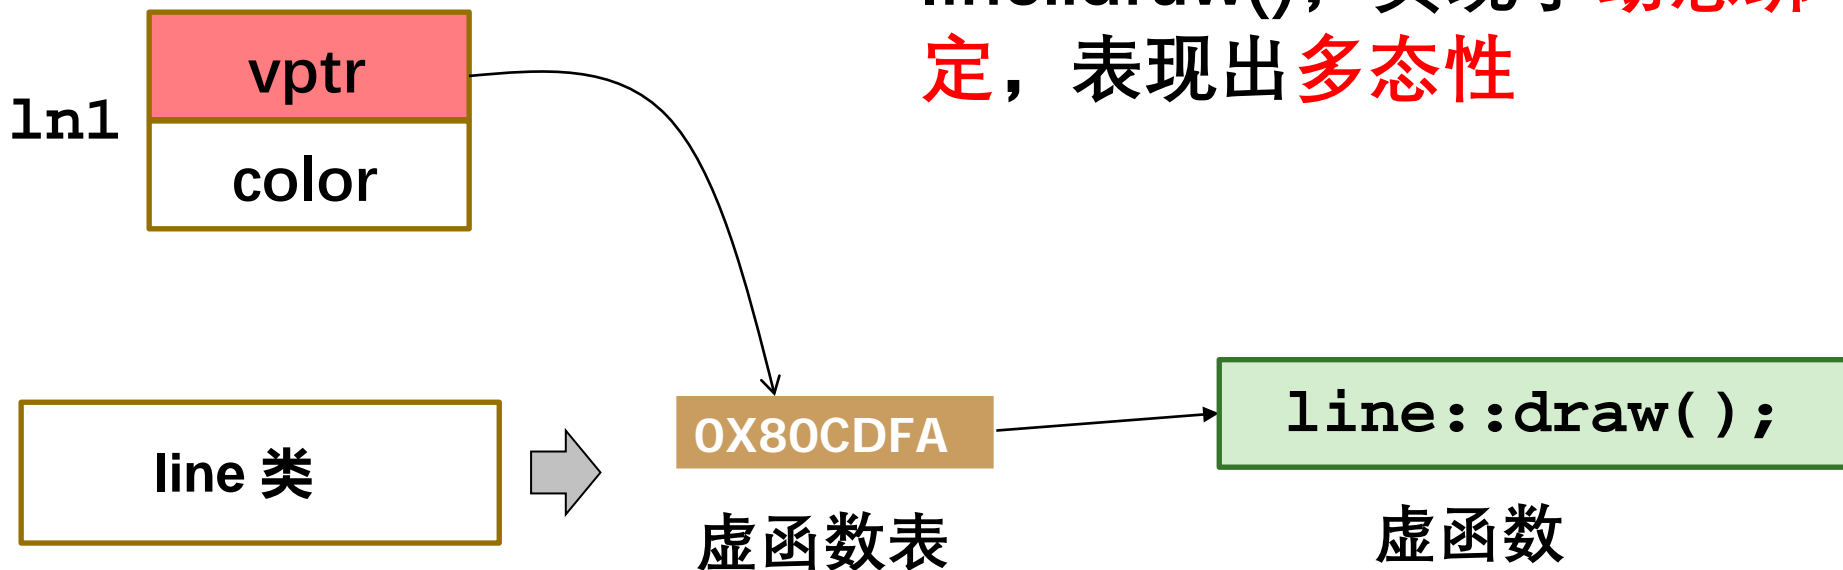 定，表现出多态性
vptr
ln1
color
line::draw();
0X80CDFA
line 类
虚函数表
虚函数